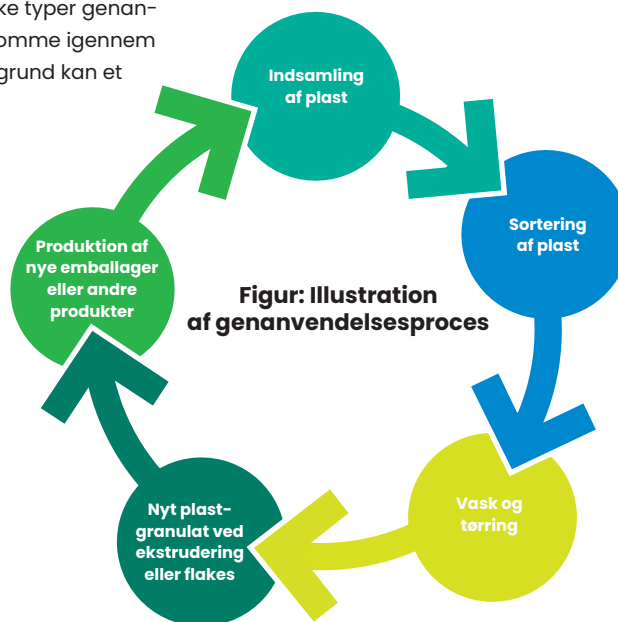 ke typer genan-
omme igennem
grund kan et
Indsamling
af plast
Sortering
af plast
Vask og
tørring
Nyt plast-
granulat ved
ekstrudering
eller flakes
Produktion af
nye emballager
eller andre
produkter
Figur: Illustration
af genanvendelsesproces